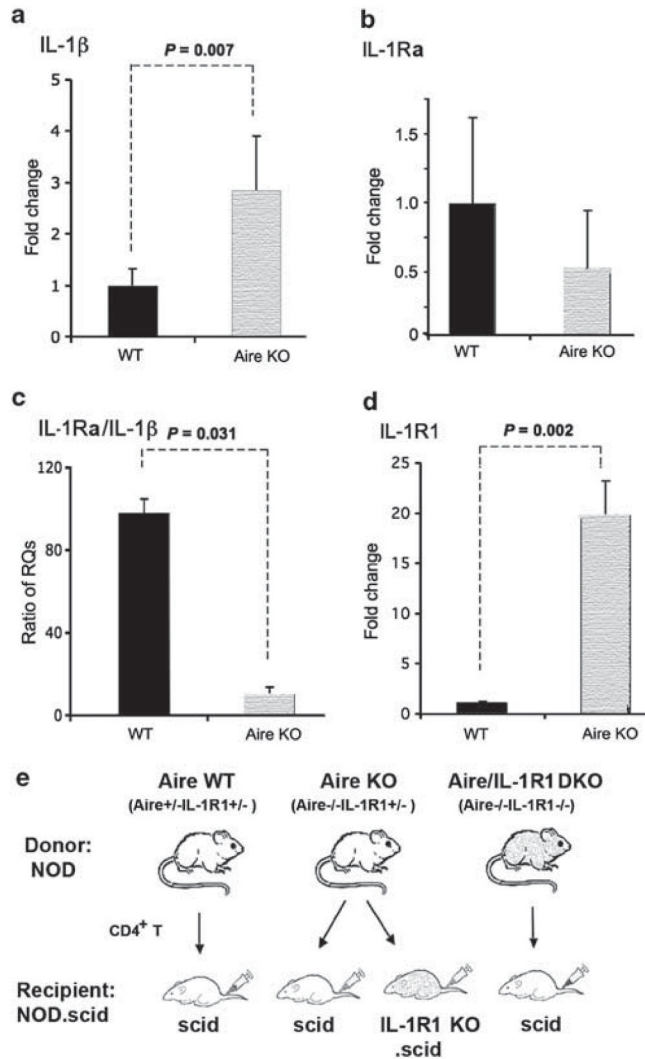 a
IL-1β
P = 0.007
Fold change
5
4
3
2
1
0
WT
Aire KO
b
IL-1Ra
Fold change
1.5
1.0
0.5
0
WT
Aire KO
c
IL-1Ra/IL-1β
P = 0.031
Ratio of RQs
120
80
40
0
WT
Aire KO
d
IL-1R1
P = 0.002
Fold change
25
20
15
10
5
0
WT
Aire KO
e
Aire WT
(Aire+/-IL-1R1+/- )
Aire KO
(Aire-/-IL-1R1+/-)
Aire/IL-1R1 DKO
(Aire-/-IL-1R1-/-)
Donor:
NOD
CD4+ T
Recipient:
NOD.scid
scid
scid
IL-1R1 KO
.scid
scid